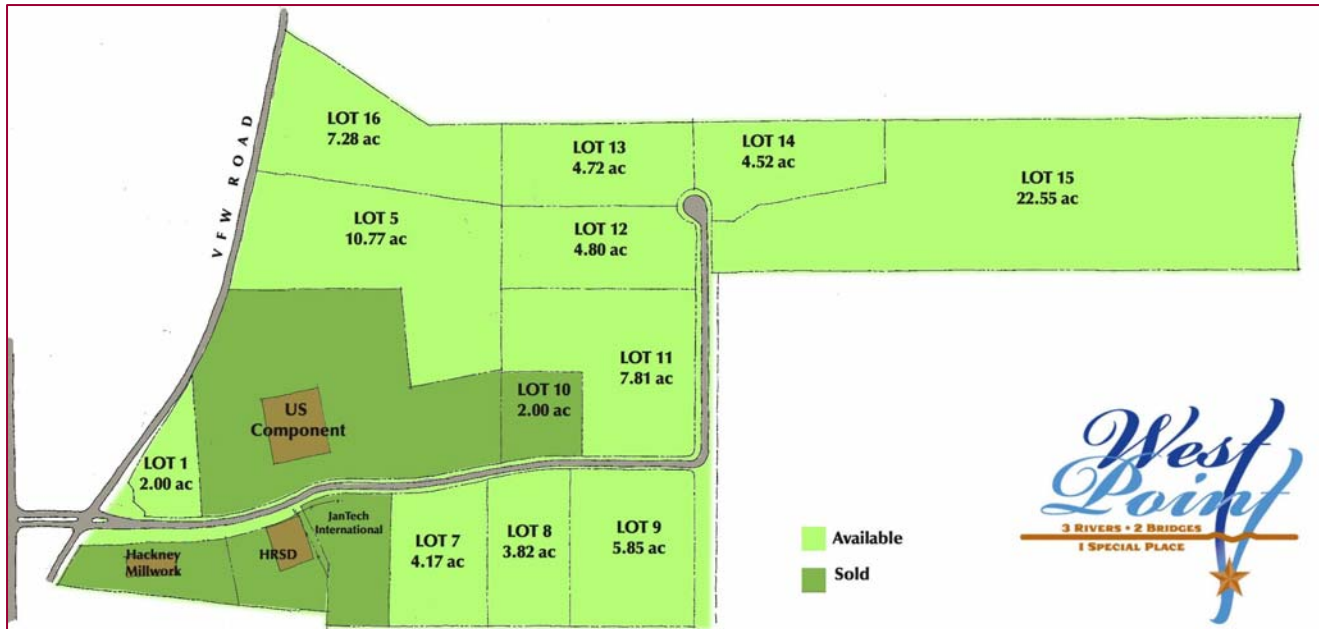 VFW ROAD
LOT 16
7.28 ac
LOT 13
4.72 ac
LOT 14
4.52 ac
LOT 15
22.55 ac
LOT 5
10.77 ac
LOT 12
4.80 ac
LOT 11
7.81 ac
LOT 10
2.00 ac
US
Component
LOT 1
2.00 ac
JanTech
International
Hackney
Millwork
HRSD
LOT 7
4.17 ac
LOT 8
3.82 ac
LOT 9
5.85 ac
Available
Sold
West
Point
3 RIVERS • 2 BRIDGES
1 SPECIAL PLACE